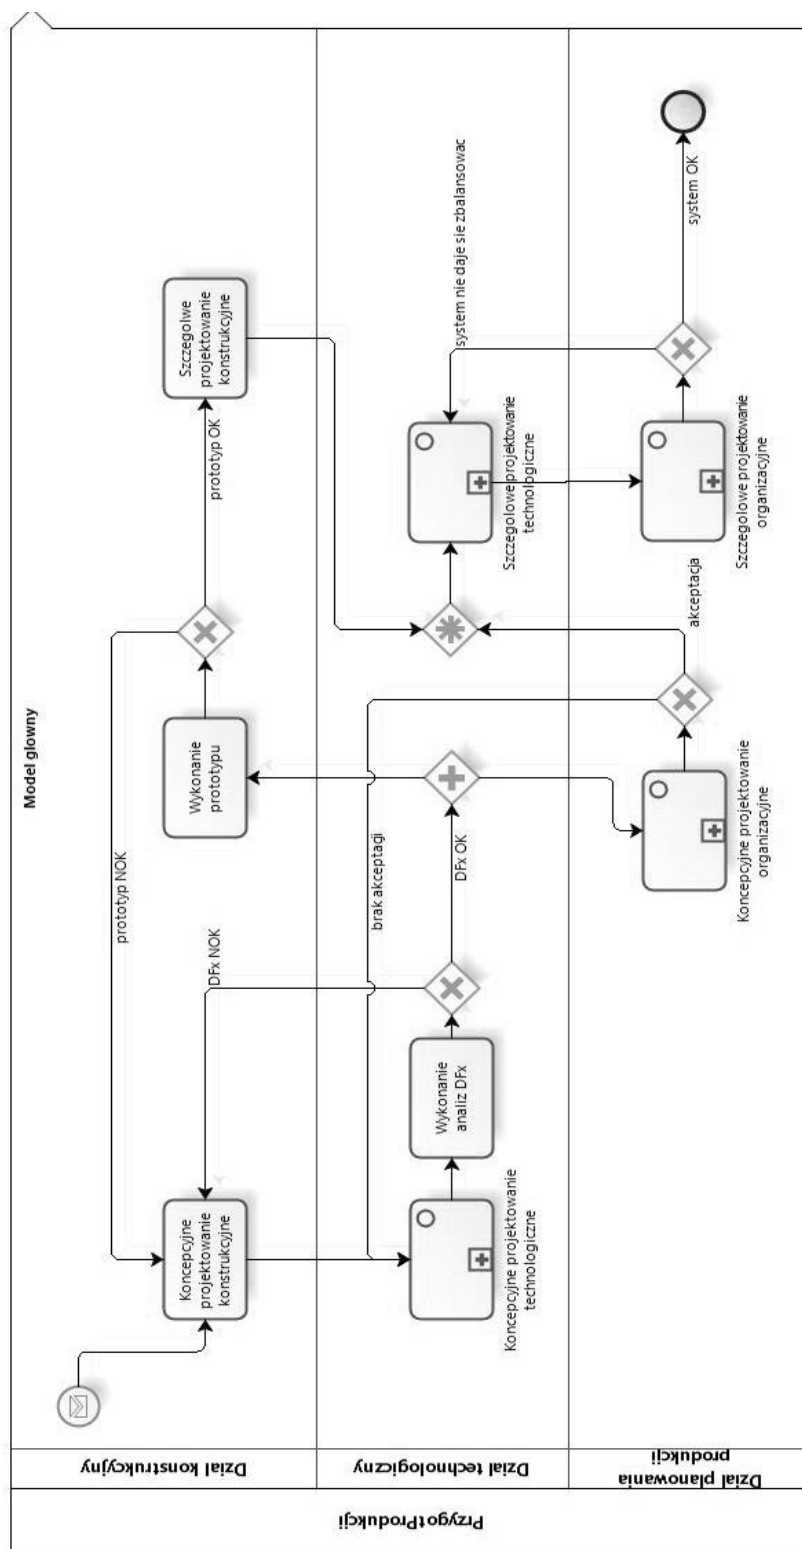 Model glowny
PrzygotProdukcji
Dzial konstrukcyjny
Dzial technologiczny
Dzial planowania
produkcji
Koncepcyjne
projektowanie
konstrukcyjne
prototyp NOK
DFx NOK
Wykonanie
prototypu
prototyp OK
Szczegolwe
projektowanie
konstrukcyjne
Koncepcyjne projektowanie
technologiczne
Wykonanie
analiz DFx
DFx OK
brak akceptagi
Szczegolowe projektowanie
technologiczne
system nie daje sie zbalansowac
Koncepcyjne projektowanie
organizacyjne
akceptacja
Szczegolowe projektowanie
organizacyjne
system OK